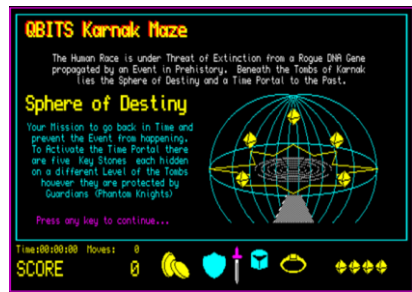 QBITS Karnak Maze
The Human Race is under Threat of Extinction from a Rogue DNA Gene
propagated by an Event in Prehistory. Beneath the Tombs of Karnak
lies the Sphere of Destiny and a Time Portal to the Past.
Sphere of Destiny
Your Mission to go back in Time and
prevent the Event from happening.
To Activate the Time Portal there
are five Key Stones each hidden
on a different Level of the Tombs
however they are protected by
Guardians (Phantom Knights)
Press any key to continue...
Time:00:00:00 Moves: 0
SCORE 0